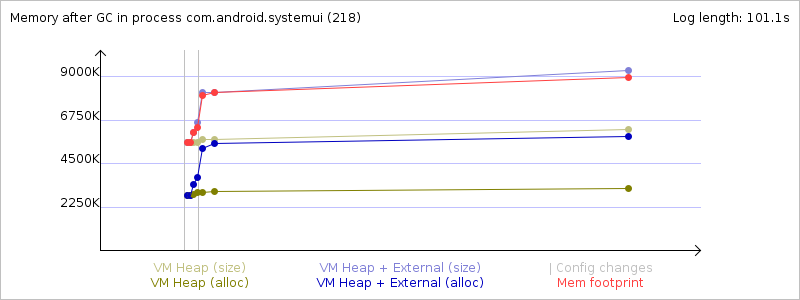 Memory after GC in process com.android.systemui (218)
Log length: 101.1s
9000K
6750K
4500K
2250K
VM Heap (size)
VM Heap + External (size)
| Config changes
VM Heap (alloc)
VM Heap + External (alloc)
Mem footprint